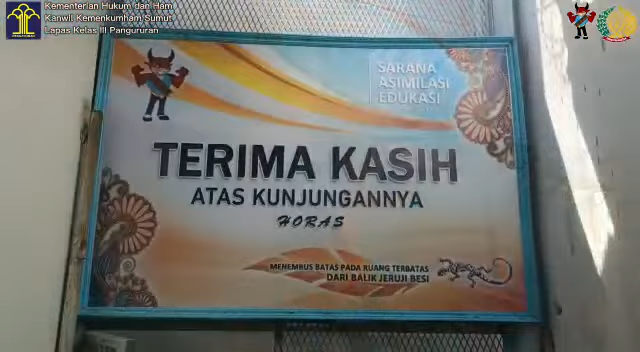 Kementerian Hukum dan Ham
Kanwil Kemenkumham Sumut
Lapas Kelas III Pangururan
SARANA
ASIMILASI
EDUKASI
TERIMA KASIH
ATAS KUNJUNGANNYA
HORAS
MENEMBUS BATAS PADA RUANG TERBATAS
DARI BALIK JERUJI BESI